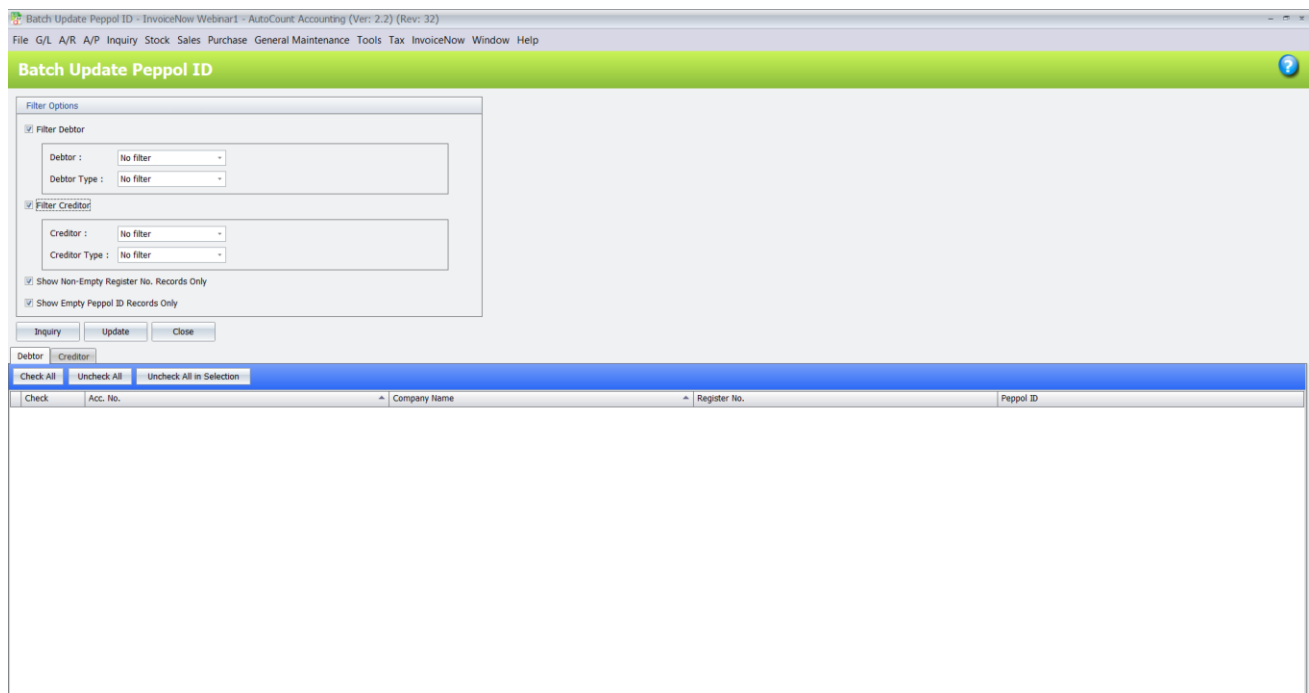 Batch Update Peppol ID - InvoiceNow Webinar1 - AutoCount Accounting (Ver: 2.2) (Rev: 32)
File G/L A/R A/P Inquiry Stock Sales Purchase General Maintenance Tools Tax InvoiceNow Window Help
Batch Update Peppol ID
Filter Options
Filter Debtor
Debtor : No filter
Debtor Type : No filter
Filter Creditor
Creditor : No filter
Creditor Type : No filter
Show Non-Empty Register No. Records Only
Show Empty Peppol ID Records Only
Inquiry Update Close
Debtor Creditor
Check All Uncheck All Uncheck All in Selection
Check Acc. No. Company Name Register No. Peppol ID